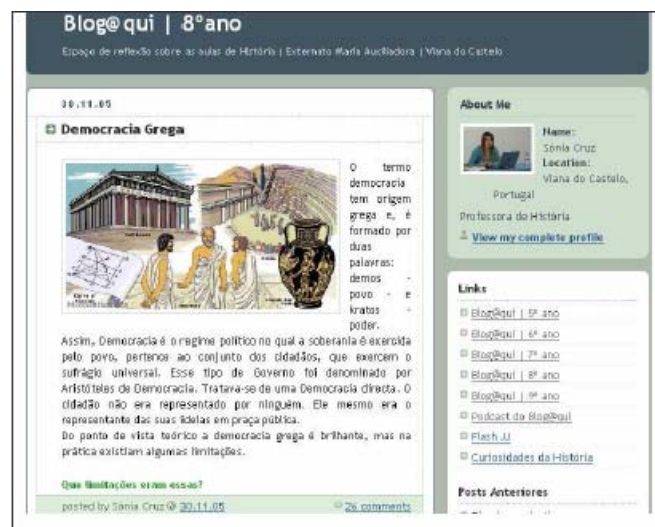 Blog@qui | 8ºano
Espaço de reflexão sobre as aulas de História | Externato Maria Auxiliadora | Viana do Castelo
30.11.05
Democracia Grega
O termo
democracia
tem origem
grega e, é
formado por
duas
palavras:
demos -
povo - e
kratos -
poder.
Assim, Democracia é o regime político no qual a soberania é exercida
pelo povo, pertence ao conjunto dos cidadãos, que exercem o
sufrágio universal. Esse tipo de Governo foi denominado por
Aristóteles de Democracia. Tratava-se de uma Democracia directa. O
cidadão não era representado por ninguém. Ele mesmo era o
representante das suas ideias em praça pública.
Do ponto de vista teórico a democracia grega é brilhante, mas na
prática existiam algumas limitações.
Que limitações eram essas?
posted by Sónia Cruz @ 30.11.05
26 comments
About Me
Name:
Sónia Cruz
Location:
Viana do Castelo,
Portugal
Professora de História
View my complete profile
Links
Blog@qui | 5º ano
Blog@qui | 6º ano
Blog@qui | 7º ano
Blog@qui | 8º ano
Blog@qui | 9º ano
Podcast do Blog@qui
Flash JJ
Curiosidades da História
Posts Anteriores